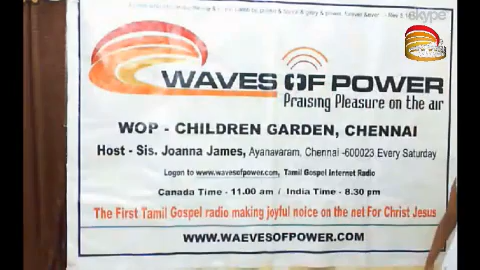 skype
WAVES OF POWER
Praising Pleasure on the air
WOP - CHILDREN GARDEN, CHENNAI
Host - Sis. Joanna James, Ayanavaram, Chennai -600023 Every Saturday
Logon to www.wavesofpower.com, Tamil Gospel Internet Radio
Canada Time - 11.00 am / India Time - 8.30 pm
The First Tamil Gospel radio making joyful noice on the net For Christ Jesus
WWW.WAEVESOFPOWER.COM